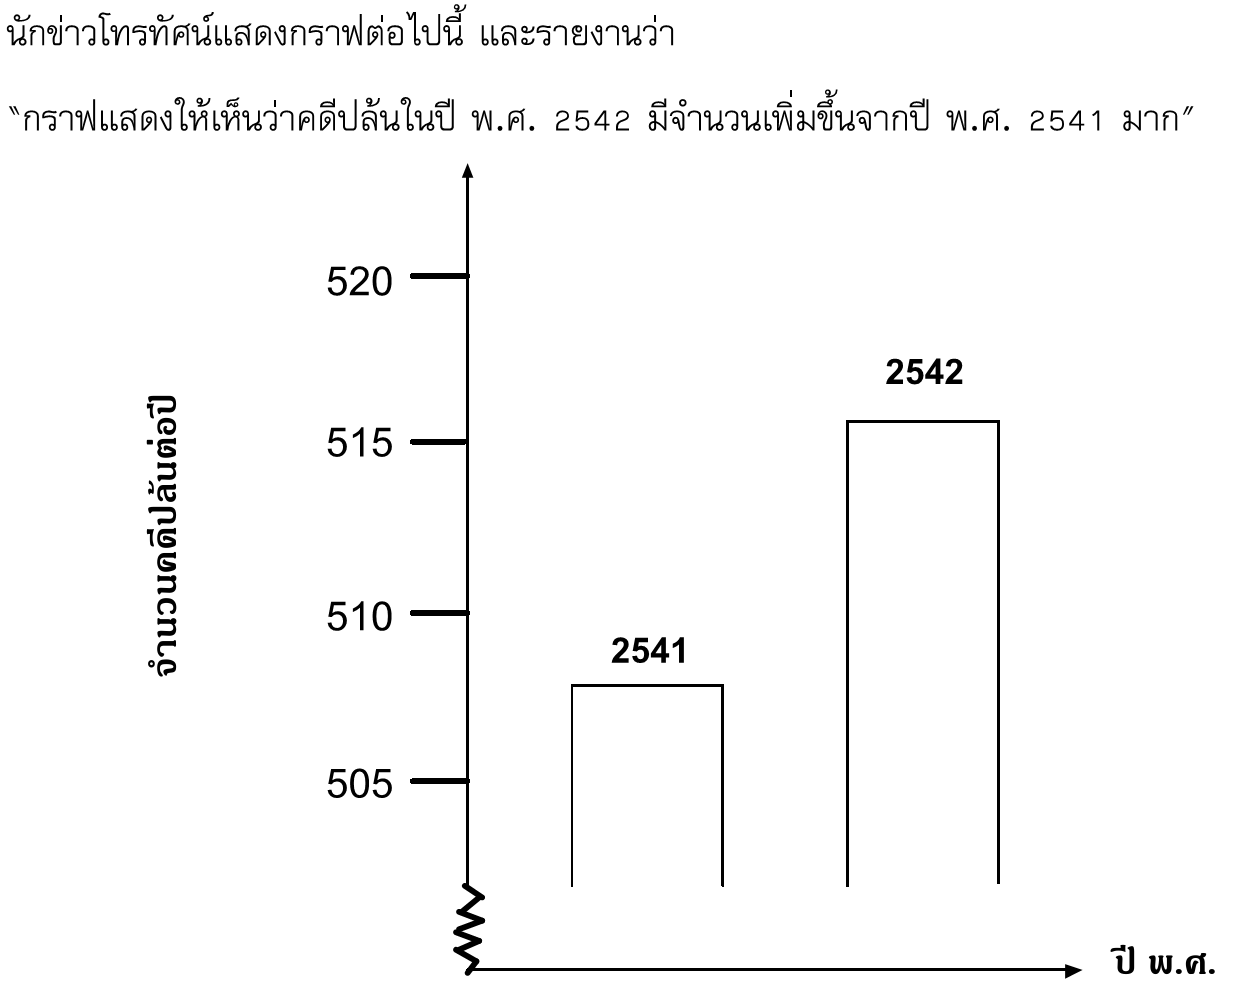 นักข่าวโทรทัศน์แสดงกราฟต่อไปนี้ และรายงานว่า
“กราฟแสดงให้เห็นว่าคดีปล้นในปี พ.ศ. 2542 มีจำนวนเพิ่มขึ้นจากปี พ.ศ. 2541 มาก”
520
2542
515
จำนวนคดีปล้นต่อปี
510
2541
505
ปี พ.ศ.